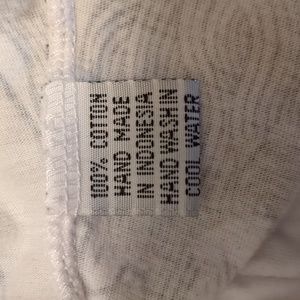 100% COTTON
HAND MADE
IN INDONESIA
HAND WASH IN
COOL WATER